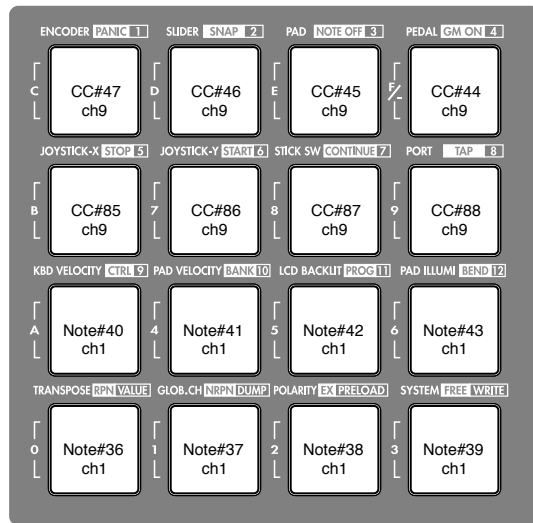 ENCODER PANIC 1 SLIDER SNAP 2 PAD NOTE OFF 3 PEDAL GM ON 4
C CC#47 D CC#46 E CC#45 F/- CC#44
ch9 ch9 ch9 ch9
JOYSTICK-X STOP 5 JOYSTICK-Y START 6 STICK SW CONTINUE 7 PORT TAP 8
B CC#85 7 CC#86 8 CC#87 9 CC#88
ch9 ch9 ch9 ch9
KBD VELOCITY CTRL 9 PAD VELOCITY BANK 10 LCD BACKLIT PROG 11 PAD ILLUMI BEND 12
A Note#40 4 Note#41 5 Note#42 6 Note#43
ch1 ch1 ch1 ch1
TRANSPOSE RPN VALUE GLOB.CH NRPN DUMP POLARITY EX PRELOAD SYSTEM FREE WRITE
0 Note#36 1 Note#37 2 Note#38 3 Note#39
ch1 ch1 ch1 ch1